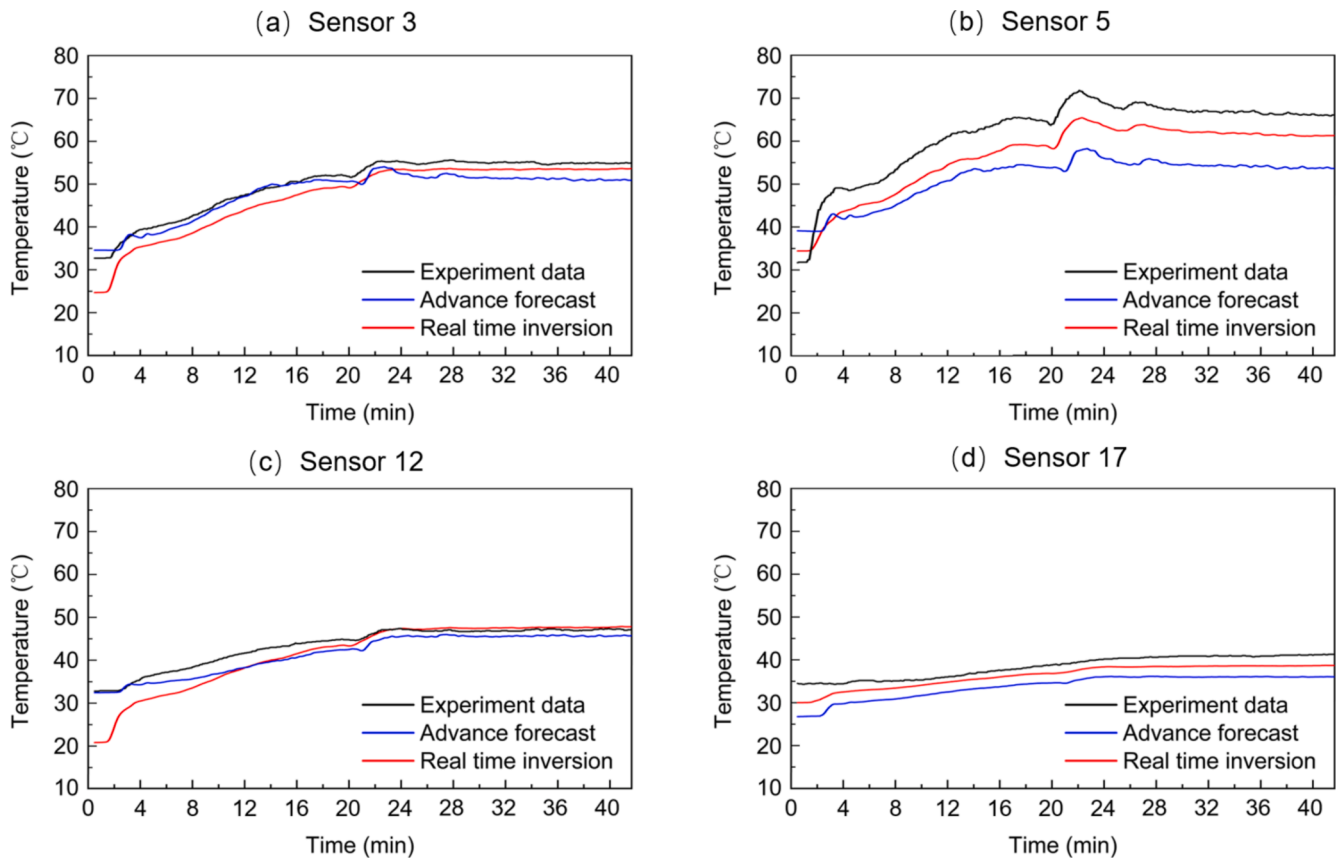 (a) Sensor 3
80
70
60
50
40
30
20
10
Temperature (℃)
Experiment data
Advance forecast
Real time inversion
0 4 8 12 16 20 24 28 32 36 40
Time (min)
(b) Sensor 5
80
70
60
50
40
30
20
10
Temperature (℃)
Experiment data
Advance forecast
Real time inversion
0 4 8 12 16 20 24 28 32 36 40
Time (min)
(c) Sensor 12
80
70
60
50
40
30
20
10
Temperature (℃)
Experiment data
Advance forecast
Real time inversion
0 4 8 12 16 20 24 28 32 36 40
Time (min)
(d) Sensor 17
80
70
60
50
40
30
20
10
Temperature (℃)
Experiment data
Advance forecast
Real time inversion
0 4 8 12 16 20 24 28 32 36 40
Time (min)